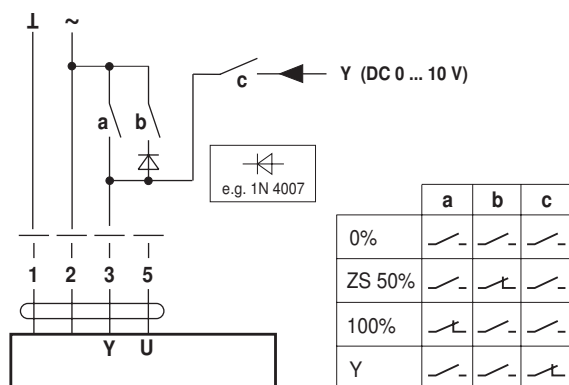 ⊥ ~
Y (DC 0 ... 10 V)
c
a b
e.g. 1N 4007
a b c
0%
ZS 50%
100%
Y
1 2 3 5
Y U